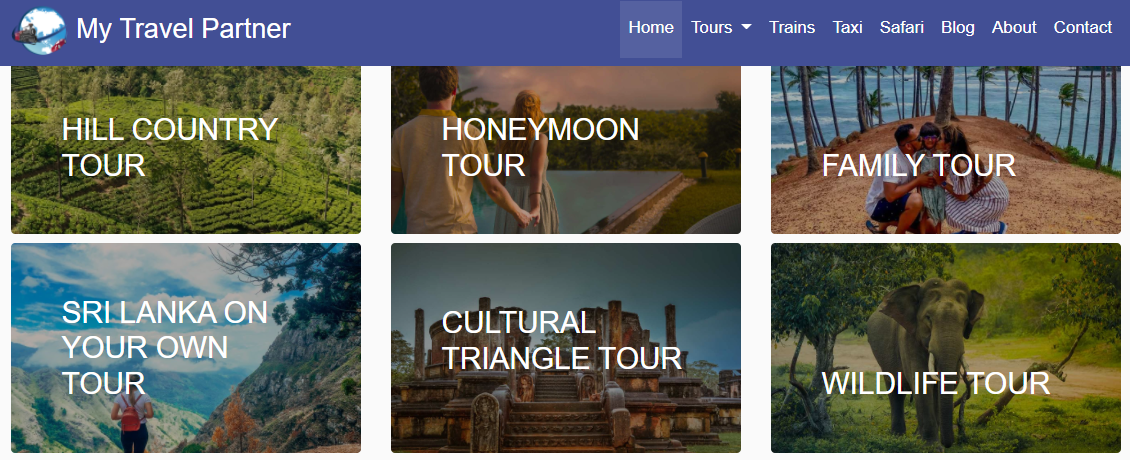 My Travel Partner
Home Tours Trains Taxi Safari Blog About Contact
HILL COUNTRY
TOUR
HONEYMOON
TOUR
FAMILY TOUR
SRI LANKA ON
YOUR OWN
TOUR
CULTURAL
TRIANGLE TOUR
WILDLIFE TOUR